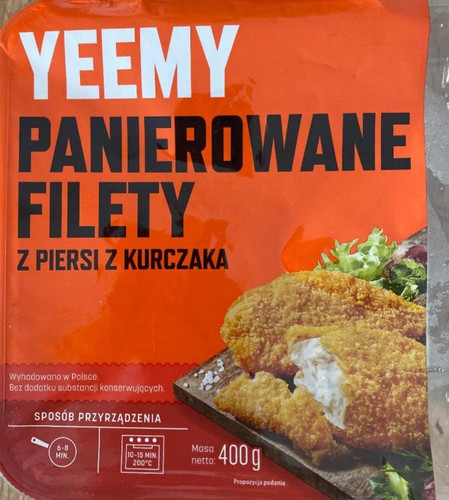 YEEMY
PANIEROWANE
FILETY
Z PIERSI Z KURCZAKA
Wyhodowano w Polsce.
Bez dodatku substancji konserwujących.
SPOSÓB PRZYRZĄDZENIA
6-8
MIN.
10-15 MIN.
200°C
Masa
netto: 400 g
Propozycja podania